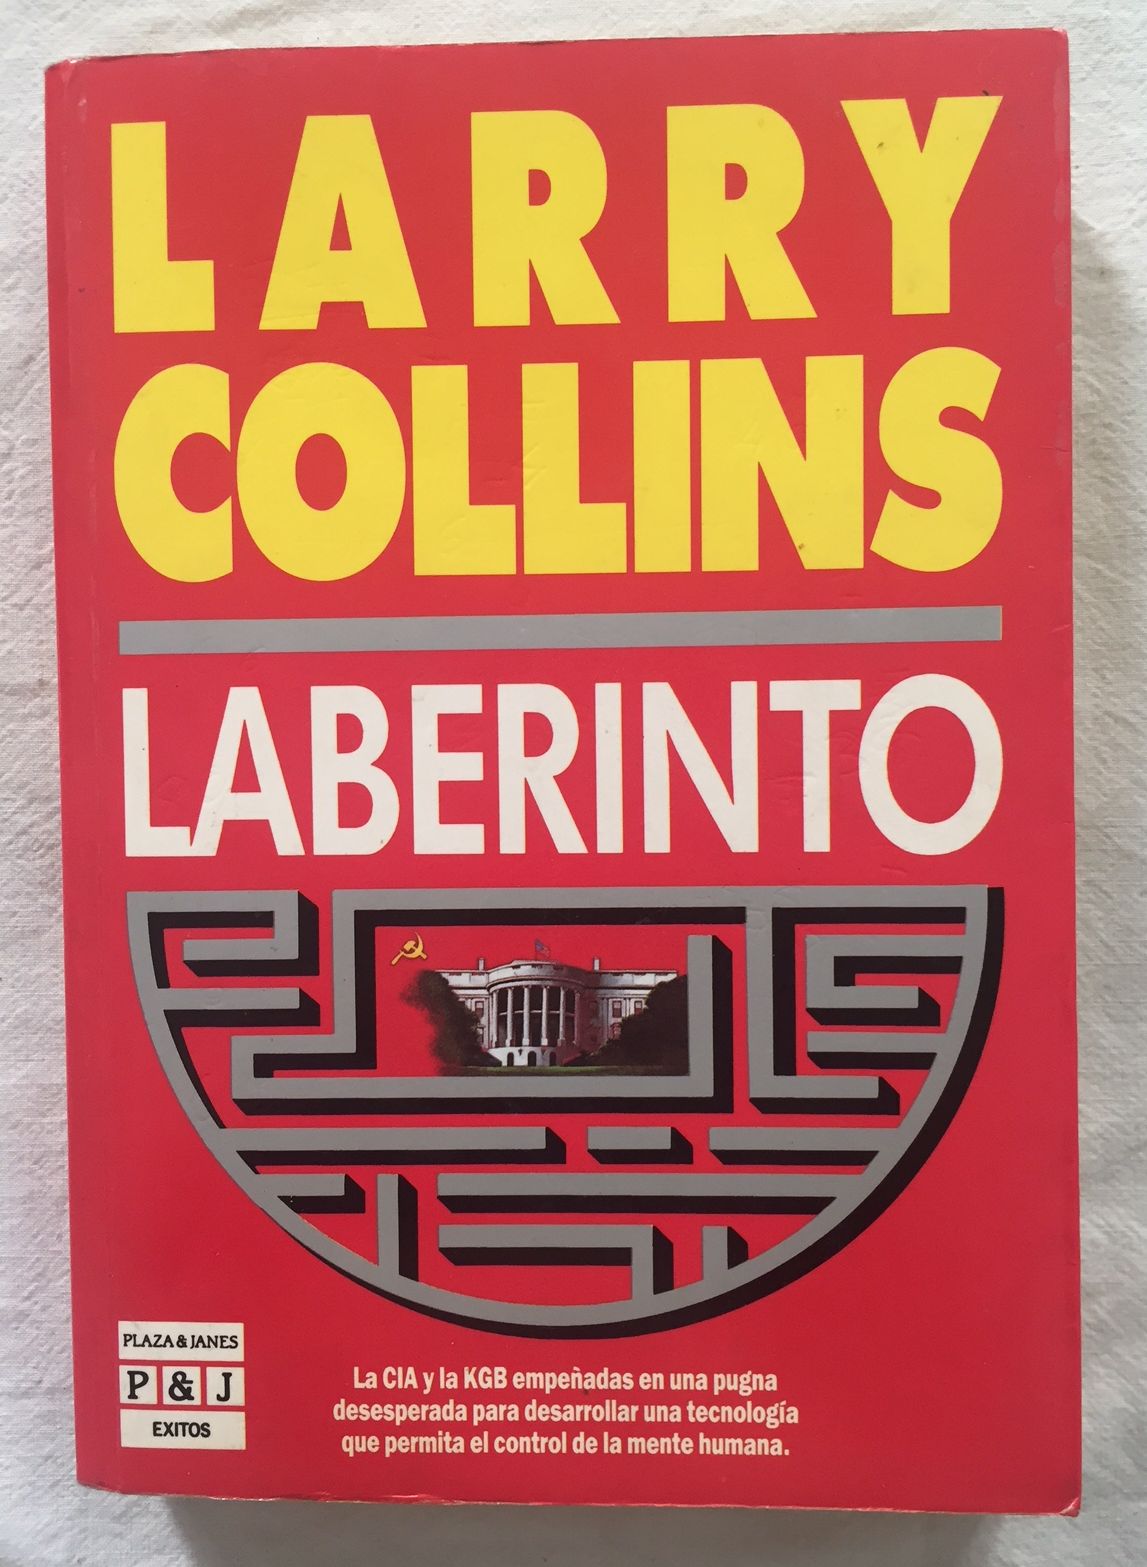 LARRY
COLLINS
LABERINTO
PLAZA & JANES
P & J
EXITOS
La CIA y la KGB empeñadas en una pugna
desesperada para desarrollar una tecnología
que permita el control de la mente humana.